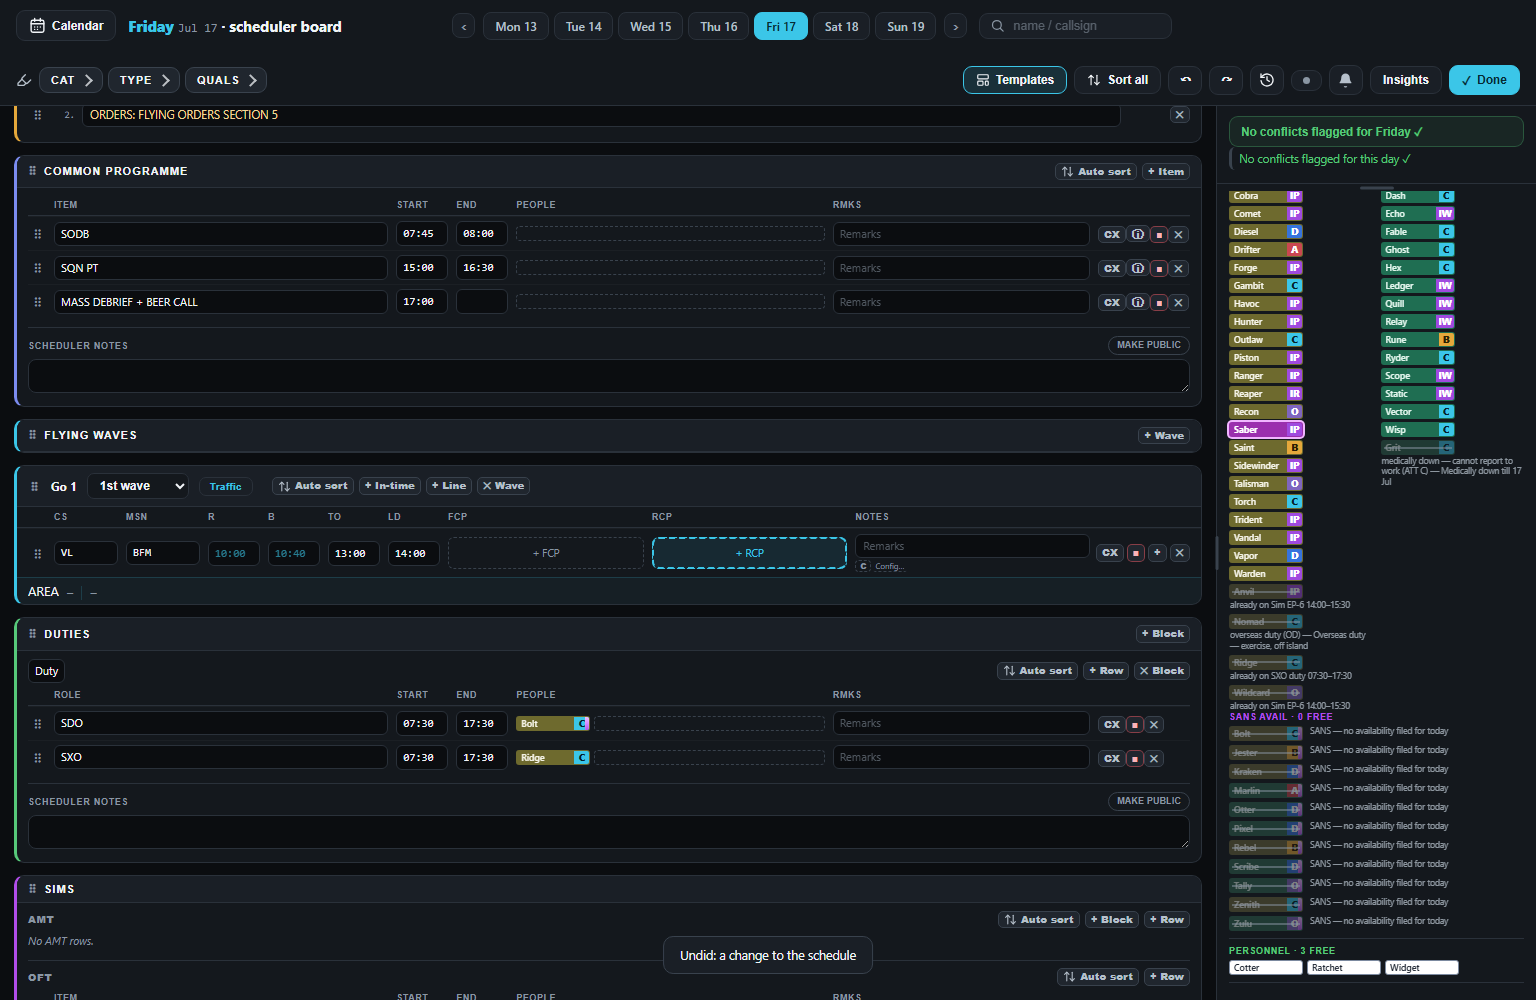 Calendar
Friday Jul 17 · scheduler board
‹ Mon 13 Tue 14 Wed 15 Thu 16 Fri 17 Sat 18 Sun 19 ›
name / callsign
CAT TYPE QUALS
Templates Sort all Insights ✓ Done
2. ORDERS: FLYING ORDERS SECTION 5 ✕
COMMON PROGRAMME
Auto sort + Item
ITEM START END PEOPLE RMKS
SODB 07:45 08:00 Remarks CX ✕
SQN PT 15:00 16:30 Remarks CX ✕
MASS DEBRIEF + BEER CALL 17:00 Remarks CX ✕
SCHEDULER NOTES MAKE PUBLIC
FLYING WAVES + Wave
Go 1 1st wave Traffic Auto sort + In-time + Line ✕ Wave
CS MSN R B TO LD FCP RCP NOTES
VL BFM 10:00 10:40 13:00 14:00 + FCP + RCP Remarks CX + ✕
C Config...
AREA – –
DUTIES + Block
Duty Auto sort + Row ✕ Block
ROLE START END PEOPLE RMKS
SDO 07:30 17:30 Bolt C Remarks CX ✕
SXO 07:30 17:30 Ridge C Remarks CX ✕
SCHEDULER NOTES MAKE PUBLIC
SIMS
AMT Auto sort + Block + Row
No AMT rows.
Undid: a change to the schedule
OFT Auto sort + Row
ITEM START END PEOPLE RMKS
No conflicts flagged for Friday ✓
No conflicts flagged for this day ✓
Cobra IP
Comet IP
Diesel D
Drifter A
Forge IP
Gambit C
Havoc IP
Hunter IP
Outlaw C
Piston IP
Ranger IP
Reaper IR
Recon O
Saber IP
Saint B
Sidewinder IP
Talisman O
Torch C
Trident IP
Vandal IP
Vapor D
Warden IP
Anvil IP
already on Sim EP-6 14:00–15:30
Nomad C
overseas duty (OD) — Overseas duty
— exercise, off island
Ridge C
already on SXO duty 07:30–17:30
Wildcard O
already on Sim EP-6 14:00–15:30
Dash C
Echo IW
Fable C
Ghost C
Hex C
Ledger IW
Quill IW
Relay IW
Rune B
Ryder C
Scope IW
Static IW
Vector C
Wisp C
Grit C
medically down — cannot report to
work (ATT C) — Medically down till 17
Jul
SANS AVAIL · 0 FREE
Bolt C SANS — no availability filed for today
Jester B SANS — no availability filed for today
Kraken D SANS — no availability filed for today
Marlin A SANS — no availability filed for today
Otter D SANS — no availability filed for today
Pixel D SANS — no availability filed for today
Rebel B SANS — no availability filed for today
Scribe D SANS — no availability filed for today
Tally O SANS — no availability filed for today
Zenith C SANS — no availability filed for today
Zulu O SANS — no availability filed for today
PERSONNEL · 3 FREE
Cotter Ratchet Widget